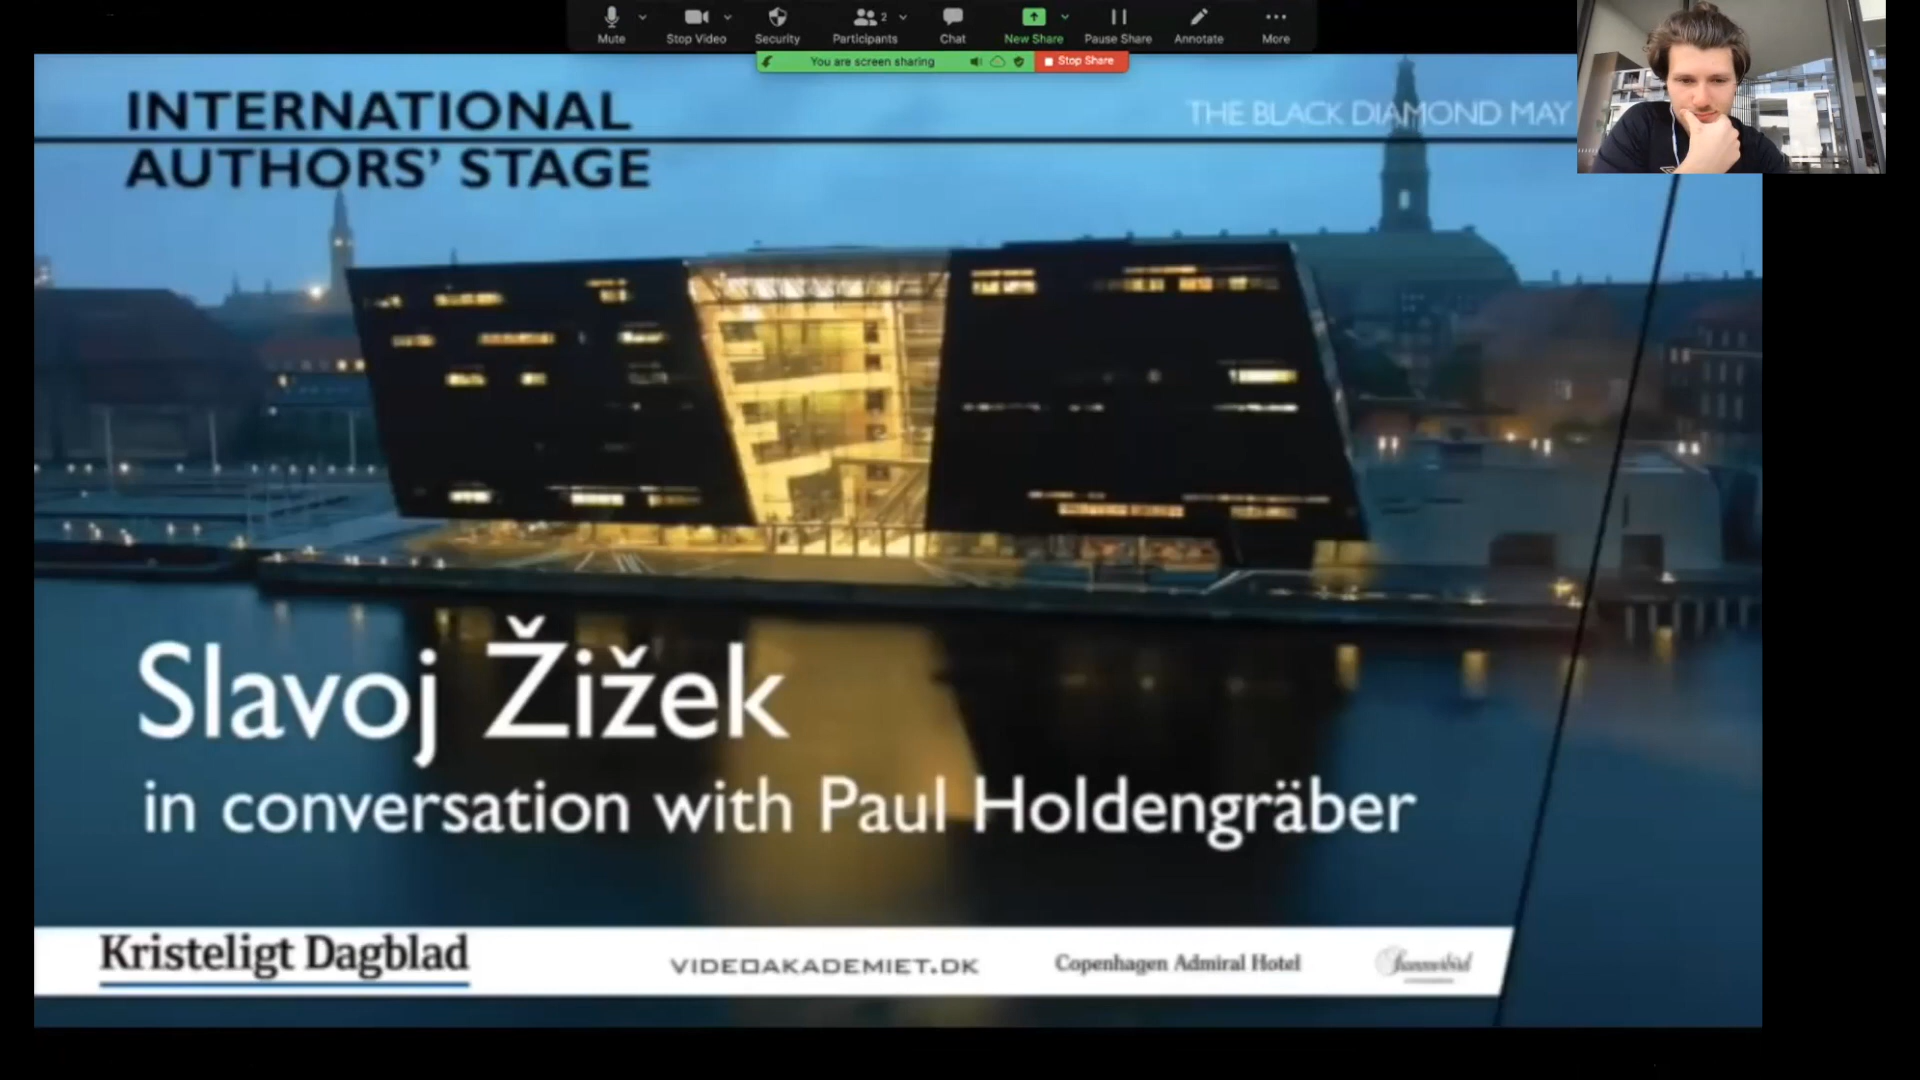 Mute
Stop Video
Security
2
Participants
Chat
New Share
Pause Share
Annotate
More
You are screen sharing
Stop Share
INTERNATIONAL
AUTHORS’ STAGE
THE BLACK DIAMOND MAY
Slavoj Žižek
in conversation with Paul Holdengräber
Kristeligt Dagblad
VIDEOAKADEMIET.DK
Copenhagen Admiral Hotel